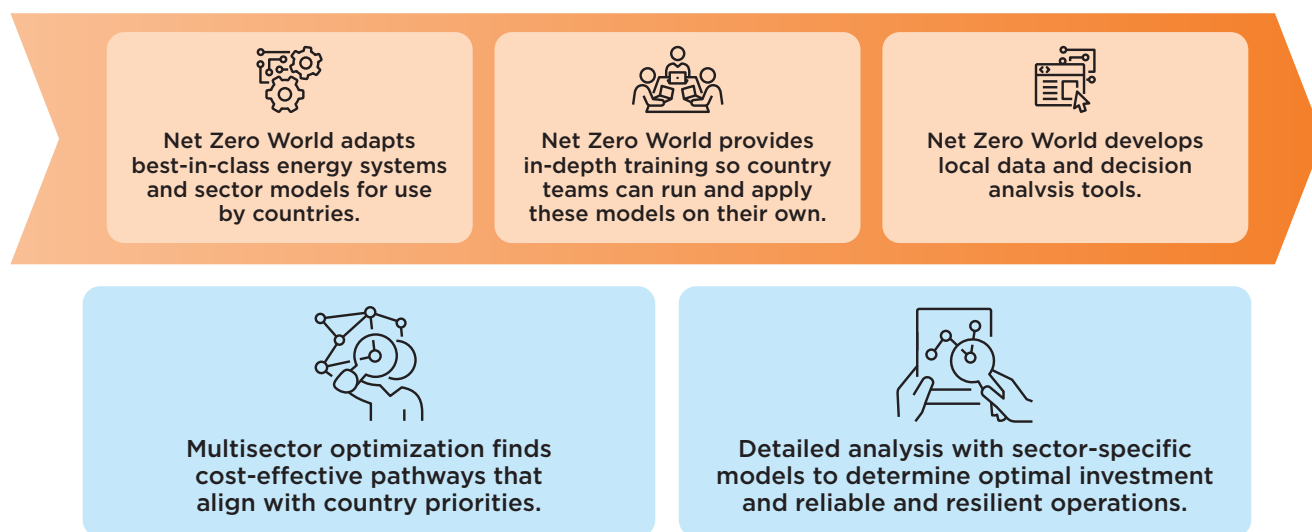 Net Zero World adapts
best-in-class energy systems
and sector models for use
by countries.
Net Zero World provides
in-depth training so country
teams can run and apply
these models on their own.
Net Zero World develops
local data and decision
analvsis tools.
Multisector optimization finds
cost-effective pathways that
align with country priorities.
Detailed analysis with sector-specific
models to determine optimal investment
and reliable and resilient operations.